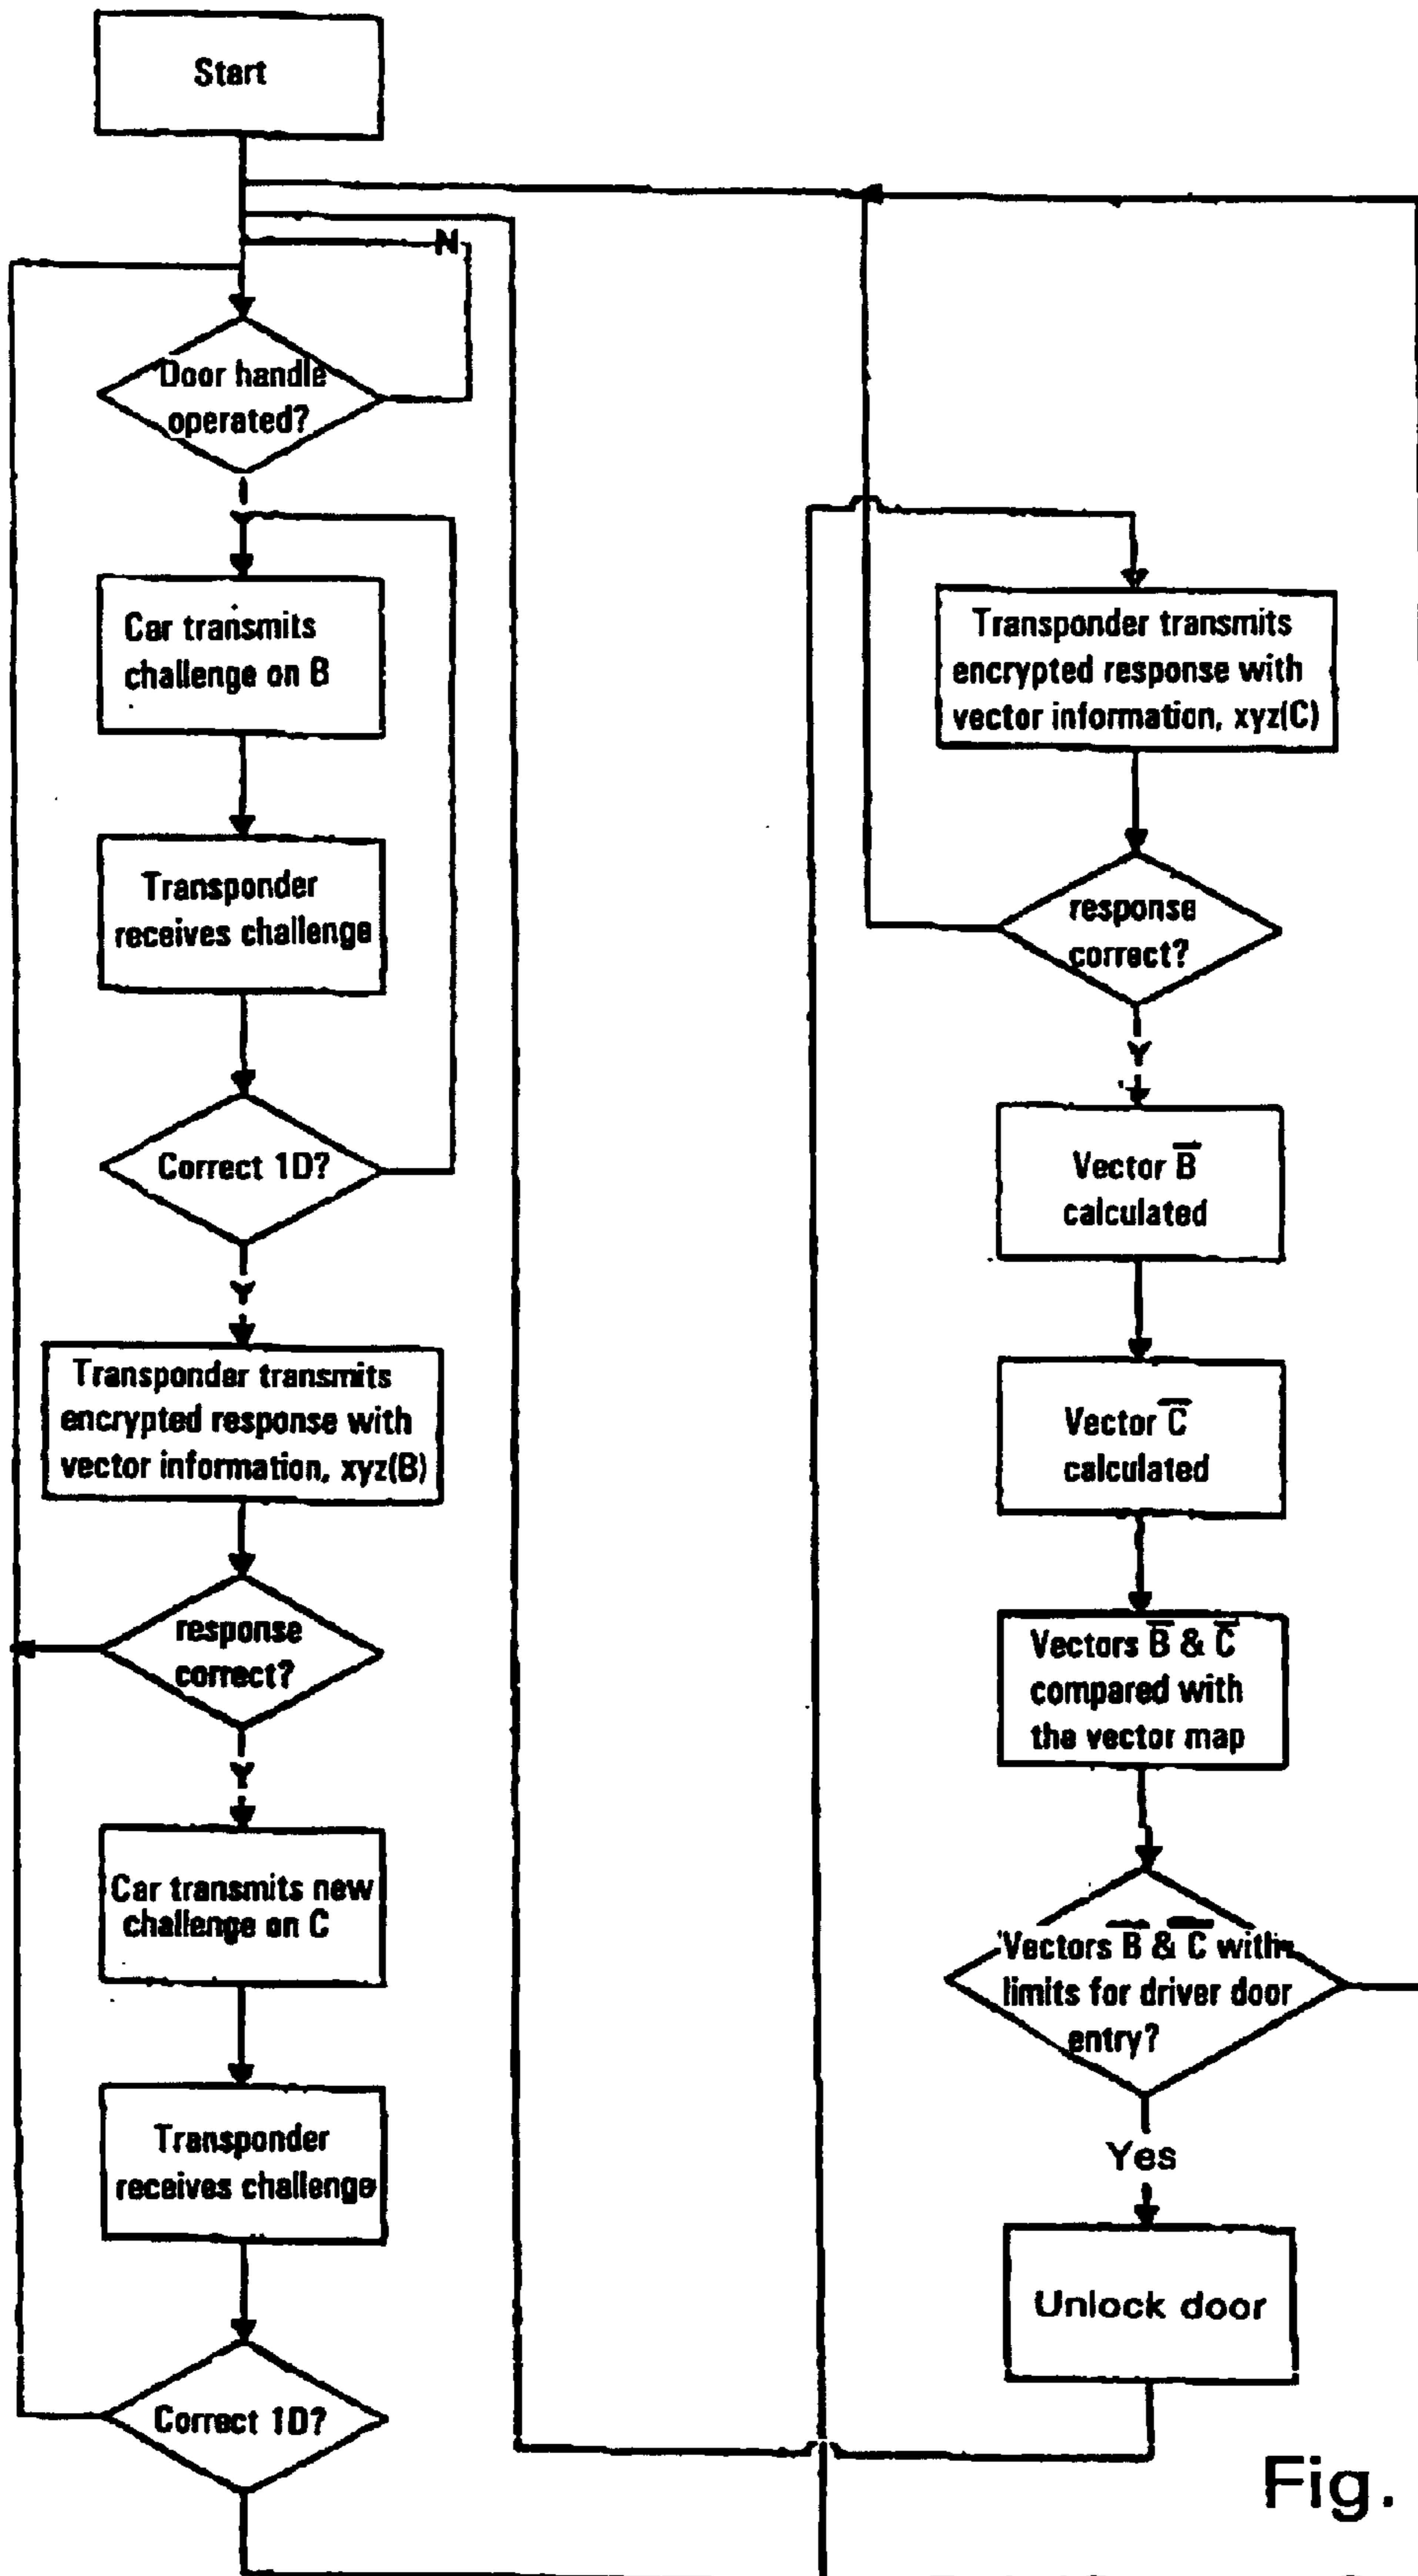 Start
N
Door handle
operated?
Y
Car transmits
challenge on B
Transponder
receives challenge
Correct 1D?
Y
Transponder transmits
encrypted response with
vector information, xyz(B)
response
correct?
Y
Car transmits new
challenge on C
Transponder
receives challenge
Correct 1D?
Transponder transmits
encrypted response with
vector information, xyz(C)
response
correct?
Y
Vector B̅
calculated
Vector C̅
calculated
Vectors B̅ & C̅
compared with
the vector map
Vectors B̅ & C̅ with
limits for driver door
entry?
Yes
Unlock door
Fig.